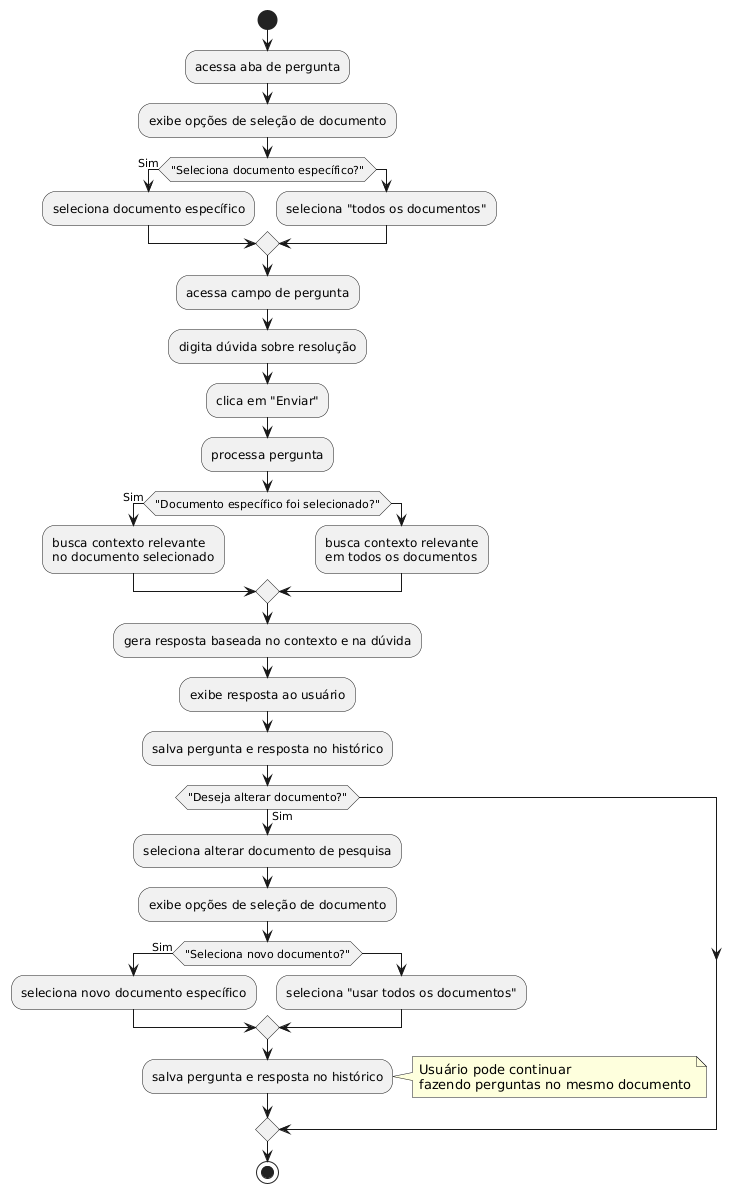 acessa aba de pergunta
exibe opções de seleção de documento
Sim
"Seleciona documento específico?"
seleciona documento específico
seleciona "todos os documentos"
acessa campo de pergunta
digita dúvida sobre resolução
clica em "Enviar"
processa pergunta
Sim
"Documento específico foi selecionado?"
busca contexto relevante
no documento selecionado
busca contexto relevante
em todos os documentos
gera resposta baseada no contexto e na dúvida
exibe resposta ao usuário
salva pergunta e resposta no histórico
"Deseja alterar documento?"
Sim
seleciona alterar documento de pesquisa
exibe opções de seleção de documento
Sim
"Seleciona novo documento?"
seleciona novo documento específico
seleciona "usar todos os documentos"
salva pergunta e resposta no histórico
Usuário pode continuar
fazendo perguntas no mesmo documento